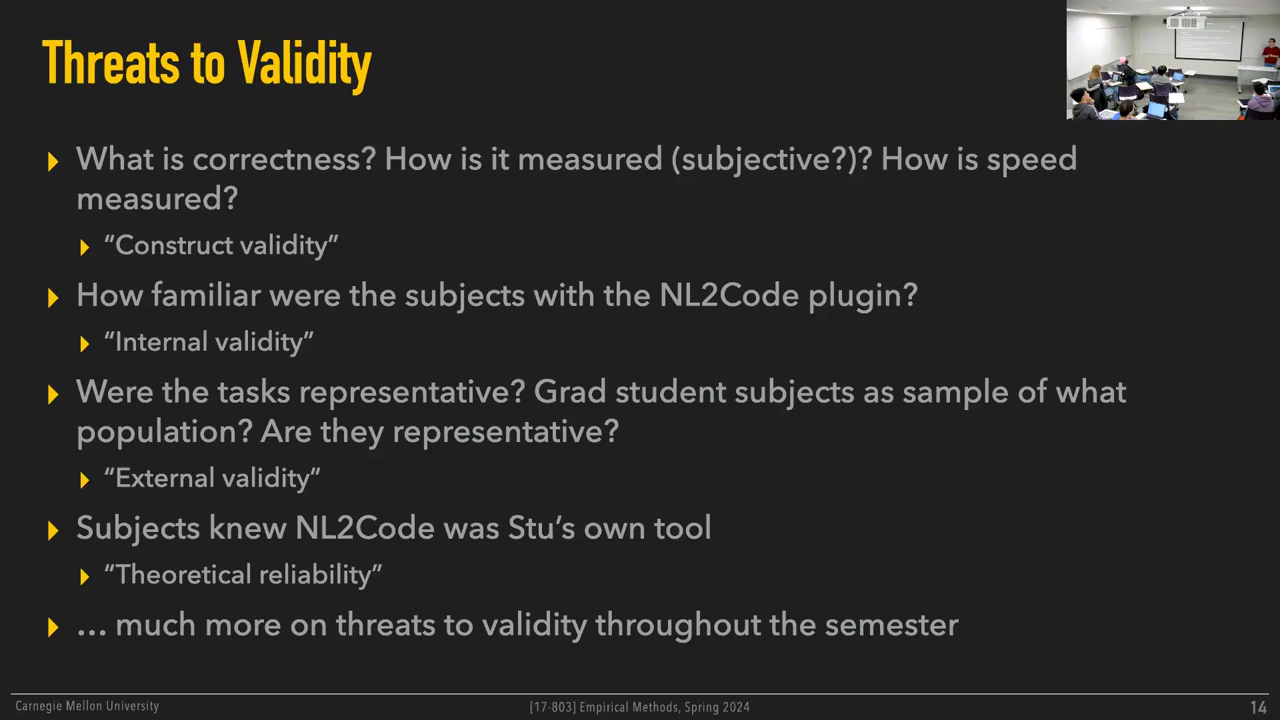 Threats to Validity
What is correctness? How is it measured (subjective?)? How is speed
measured?
“Construct validity”
How familiar were the subjects with the NL2Code plugin?
“Internal validity”
Were the tasks representative? Grad student subjects as sample of what
population? Are they representative?
“External validity”
Subjects knew NL2Code was Stu’s own tool
“Theoretical reliability”
… much more on threats to validity throughout the semester
Carnegie Mellon University
[17-803] Empirical Methods, Spring 2024
14